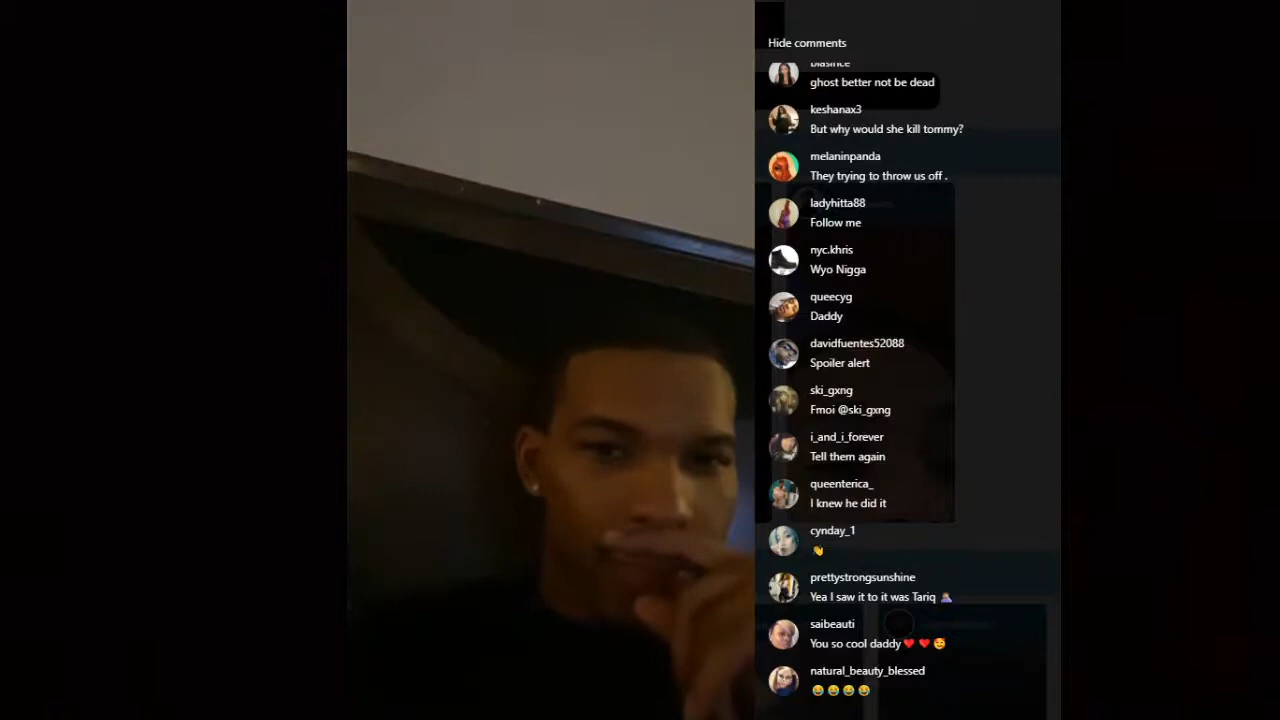 Hide comments
blasince
ghost better not be dead
keshanax3
But why would she kill tommy?
melaninpanda
They trying to throw us off .
ladyhitta88
Follow me
nyc.khris
Wyo Nigga
queecyg
Daddy
davidfuentes52088
Spoiler alert
ski_gxng
Fmoi @ski_gxng
i_and_i_forever
Tell them again
queenterica_
I knew he did it
cynday_1
👏
prettystrongsunshine
Yea I saw it to it was Tariq 🤦🏽‍♀️
saibeauti
You so cool daddy❤️ ❤️ 🥰
natural_beauty_blessed
😂😂😂😂